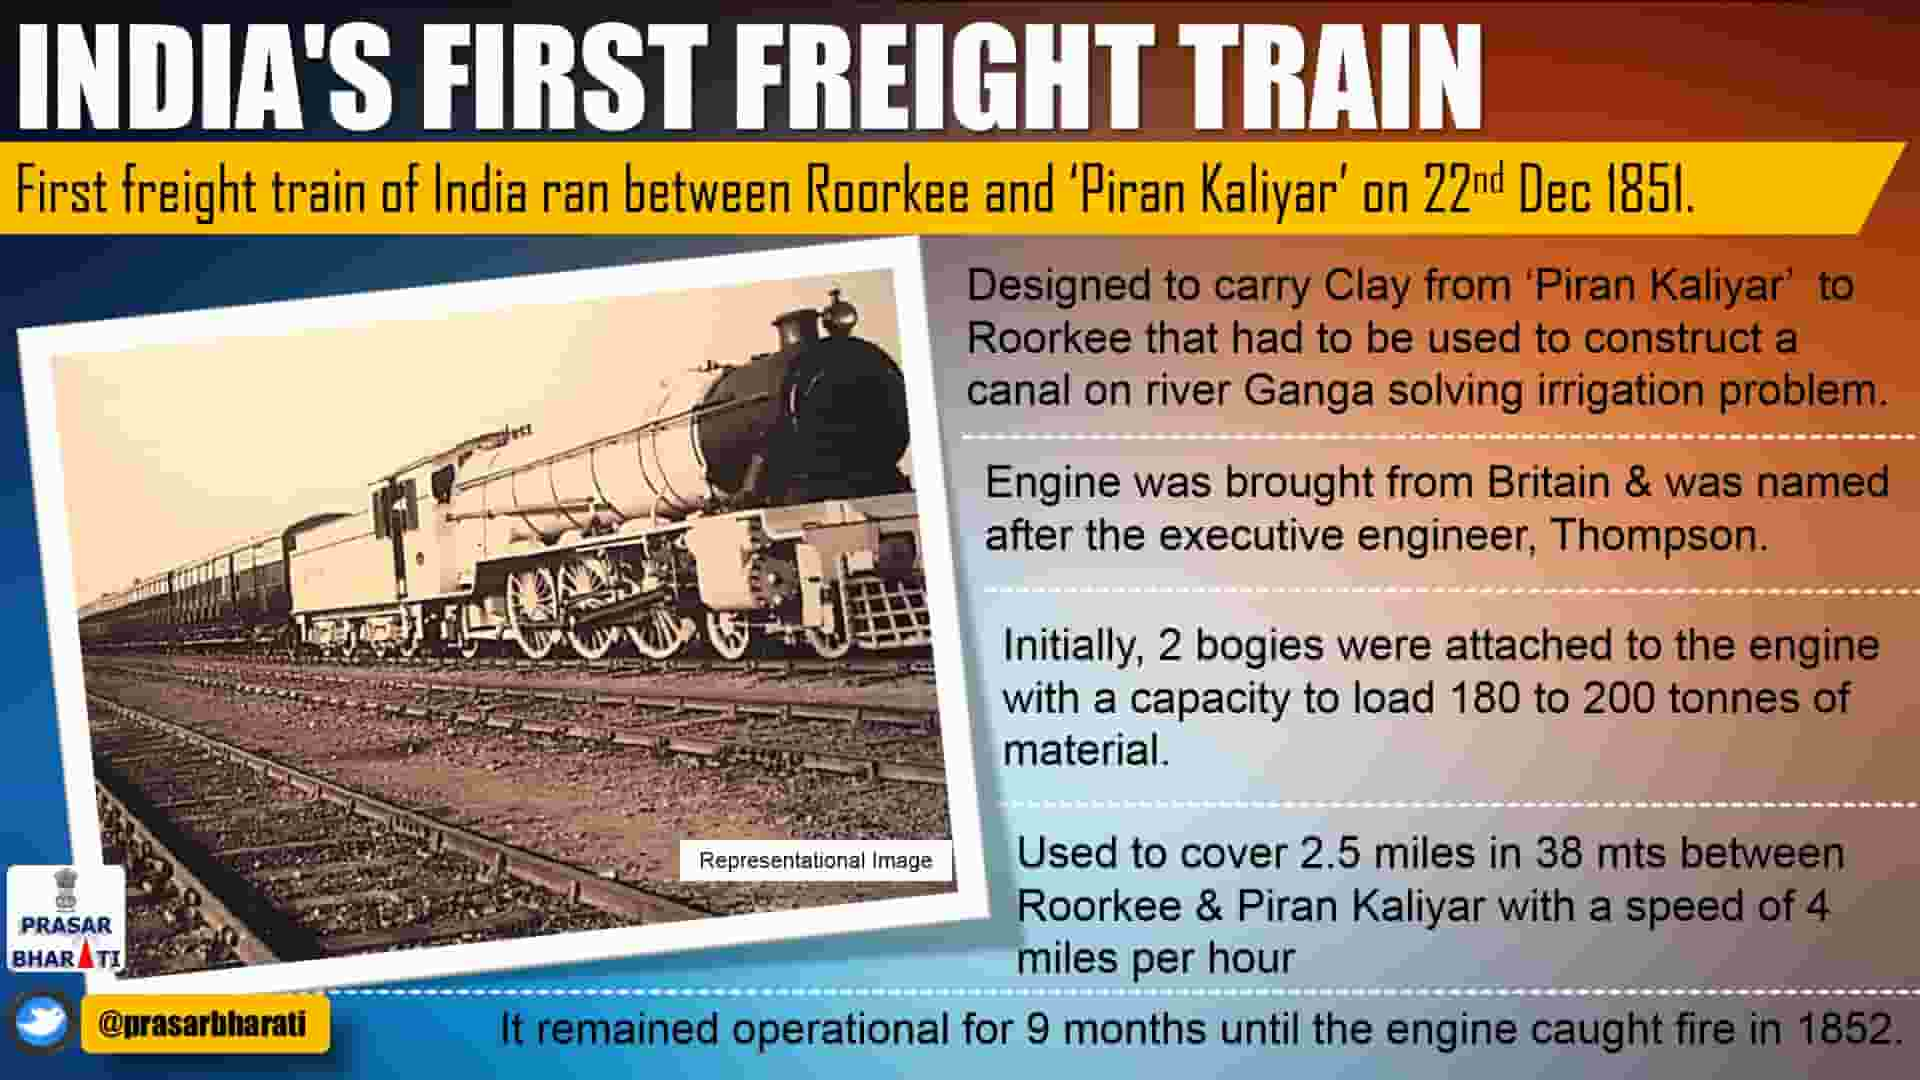 INDIA'S FIRST FREIGHT TRAIN
First freight train of India ran between Roorkee and ‘Piran Kaliyar’ on 22nd Dec 1851.
Designed to carry Clay from ‘Piran Kaliyar’ to
Roorkee that had to be used to construct a
canal on river Ganga solving irrigation problem.
Engine was brought from Britain & was named
after the executive engineer, Thompson.
Initially, 2 bogies were attached to the engine
with a capacity to load 180 to 200 tonnes of
material.
Representational Image
Used to cover 2.5 miles in 38 mts between
Roorkee & Piran Kaliyar with a speed of 4
miles per hour
PRASAR
BHARATI
@prasarbharati
It remained operational for 9 months until the engine caught fire in 1852.